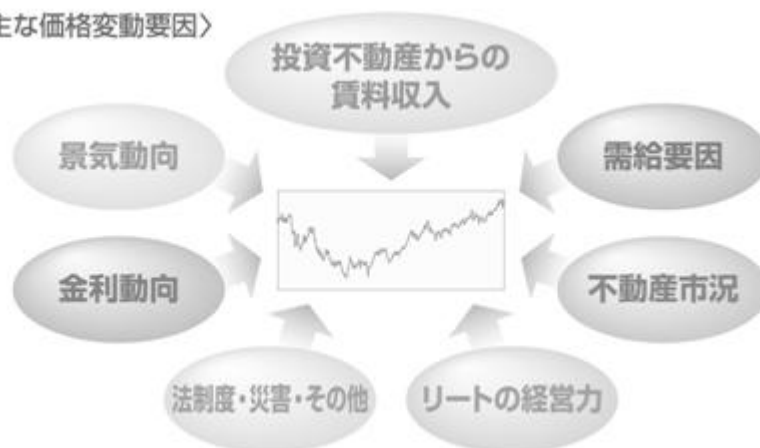 主な価格変動要因〉
投資不動産からの
賃料収入
景気動向
需給要因
金利動向
不動産市況
法制度・災害・その他
リートの経営力